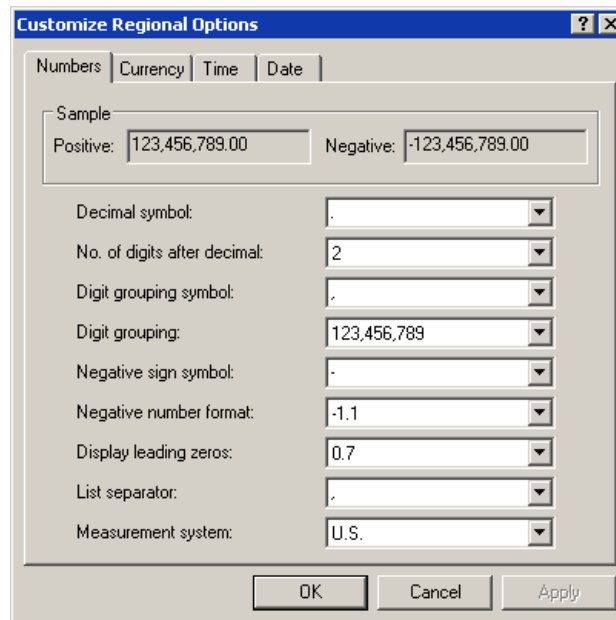 Customize Regional Options ? X
Numbers Currency Time Date
Sample
Positive: 123,456,789.00 Negative: -123,456,789.00
Decimal symbol: .
No. of digits after decimal: 2
Digit grouping symbol: ,
Digit grouping: 123,456,789
Negative sign symbol: -
Negative number format: -1.1
Display leading zeros: 0.7
List separator: ,
Measurement system: U.S.
OK Cancel Apply